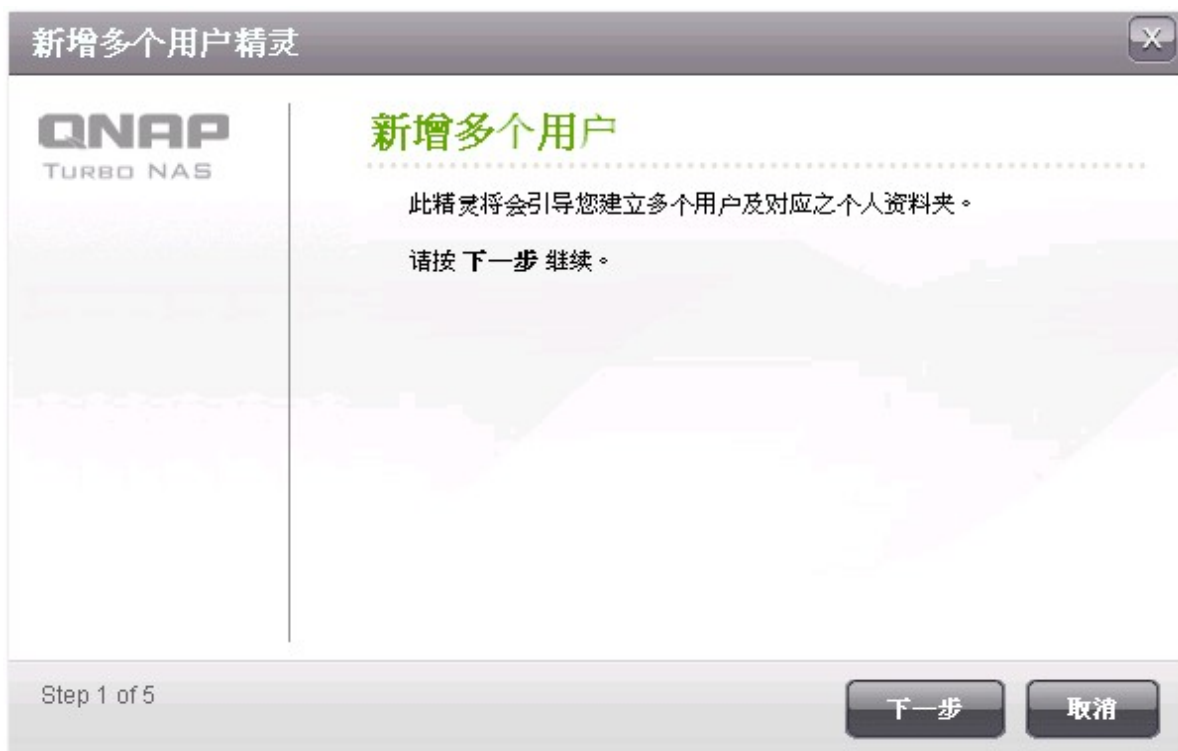 新增多个用户精灵
X
QNAP
TURBO NAS
新增多个用户
此精灵将会引导您建立多个用户及对应之个人资料夹。
请按 下一步 继续。
Step 1 of 5
下一步
取消